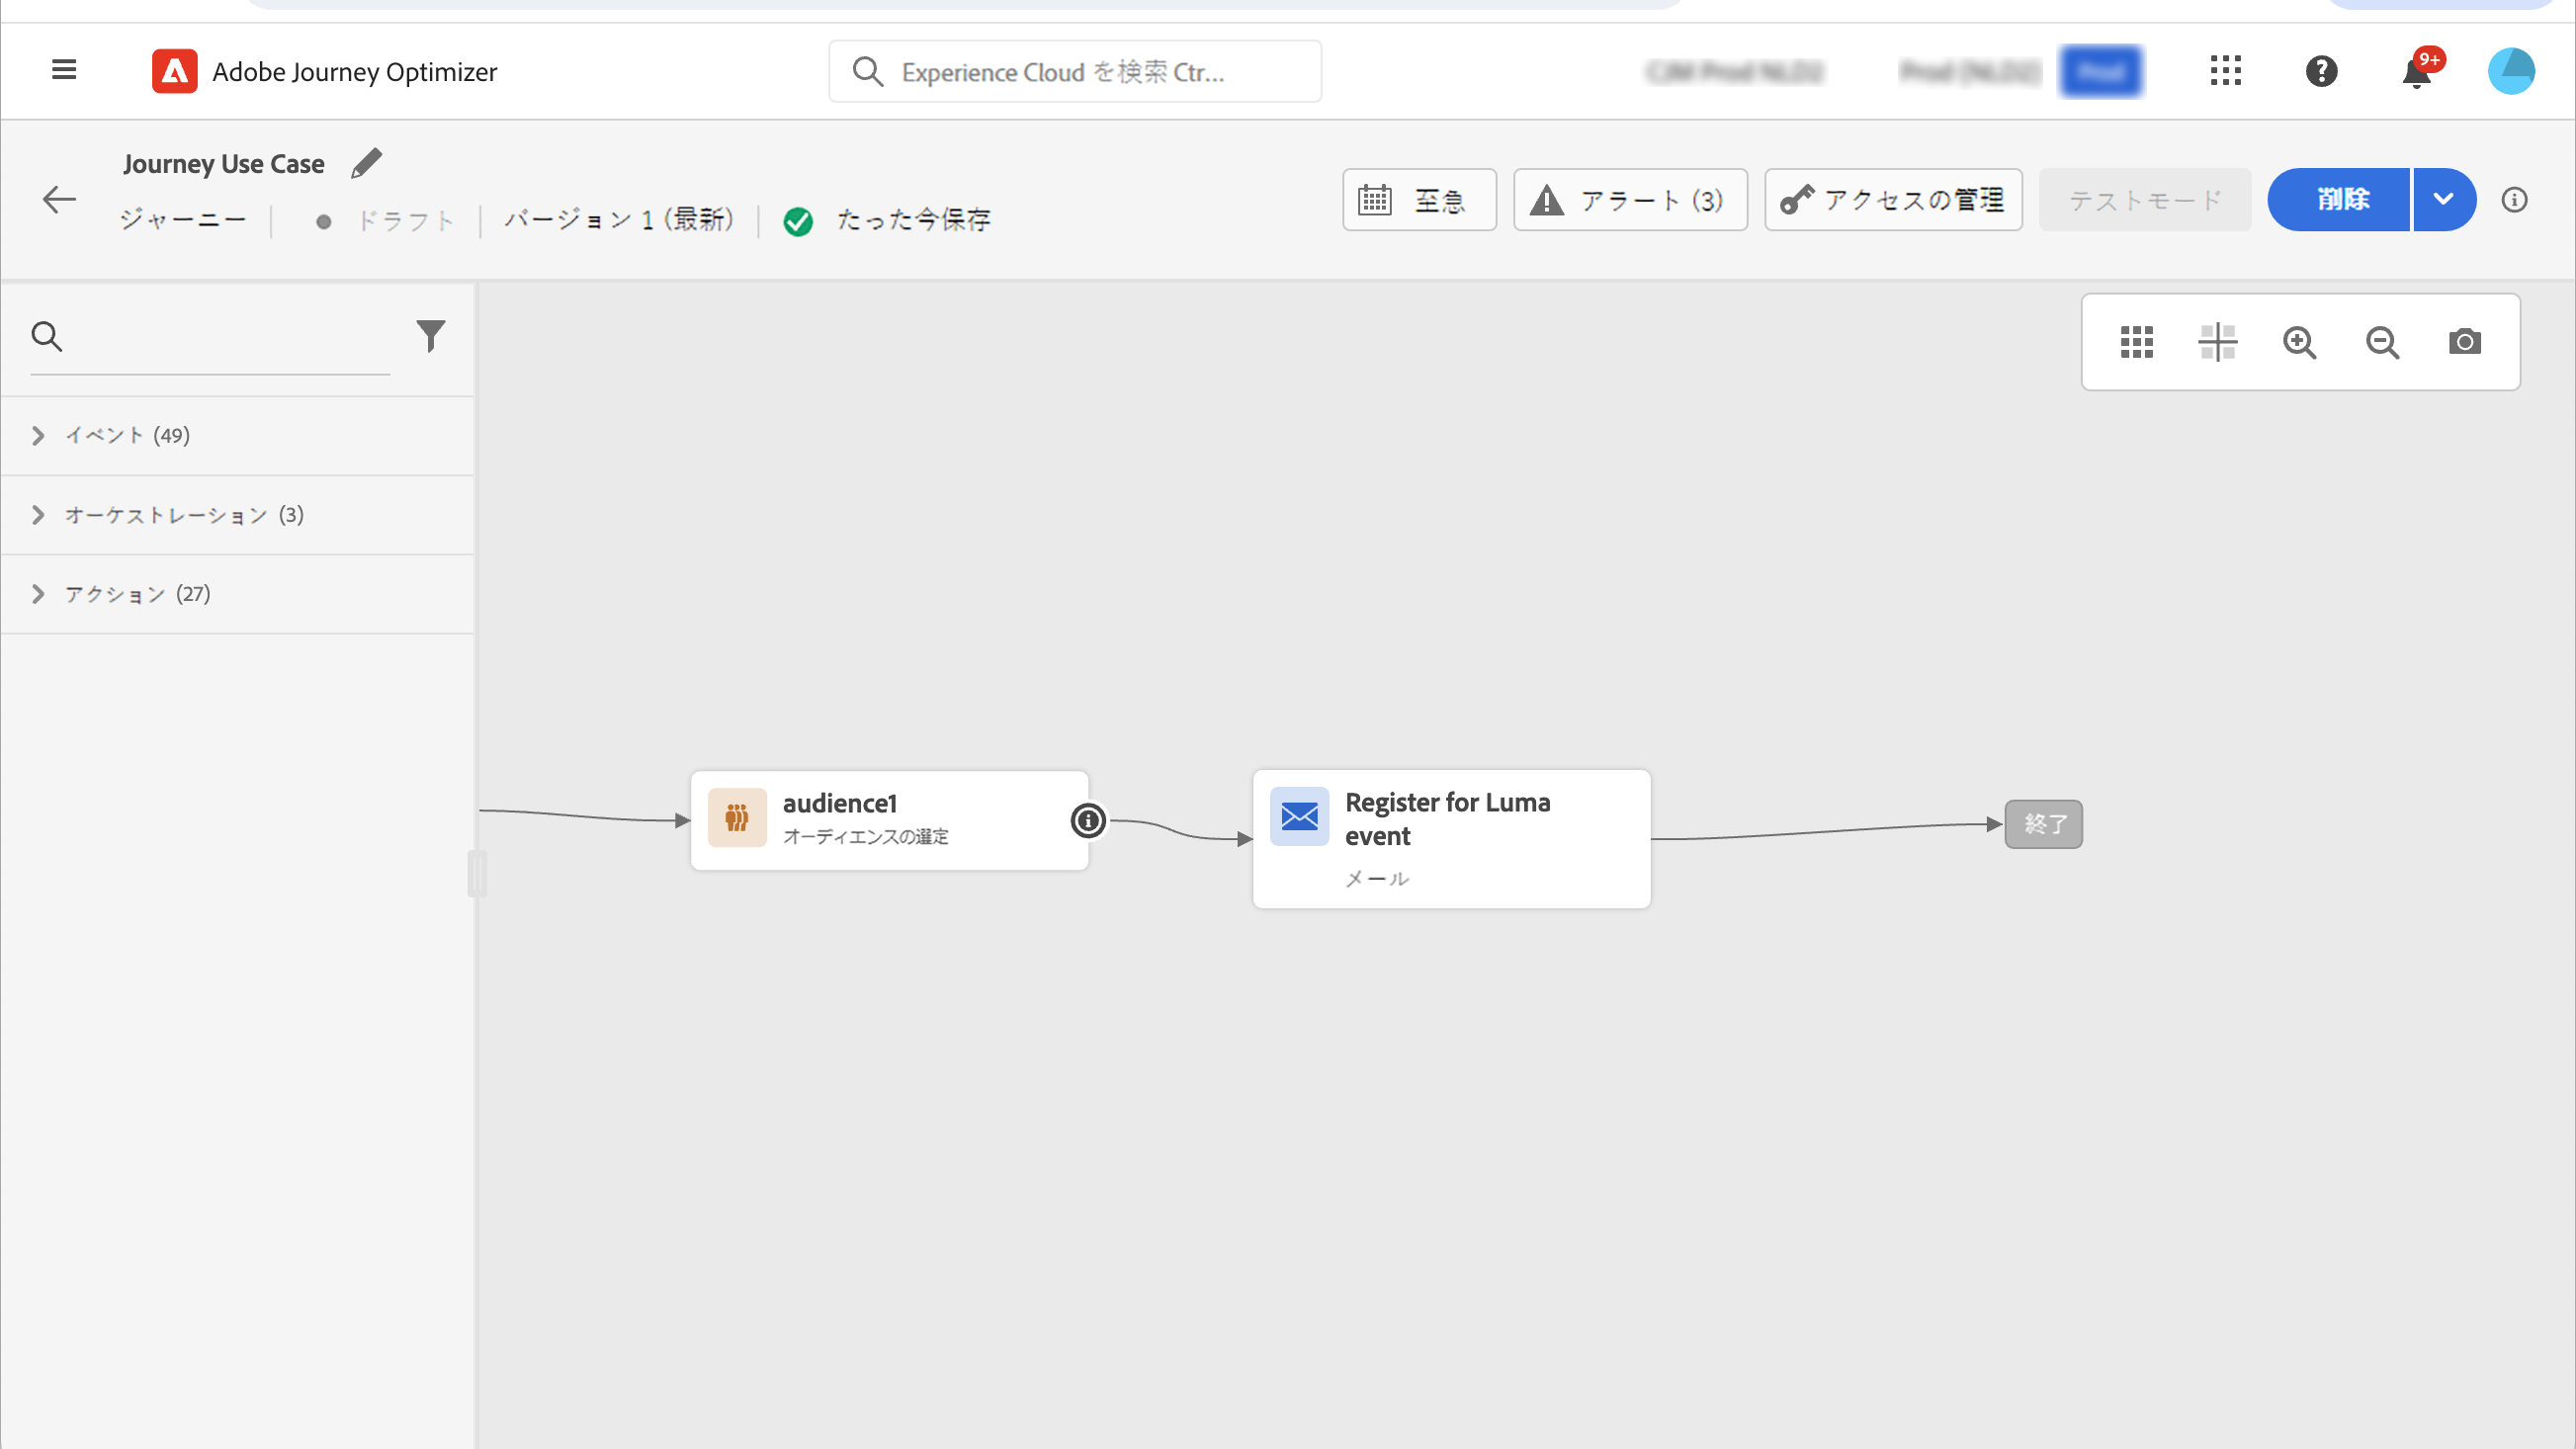 Adobe Journey Optimizer
Experience Cloud を検索 Ctr...
9+
Journey Use Case
ジャーニー
ドラフト
バージョン 1 (最新)
たった今保存
至急
アラート (3)
アクセスの管理
テストモード
削除
イベント (49)
オーケストレーション (3)
アクション (27)
audience1
オーディエンスの選定
Register for Luma
event
メール
終了